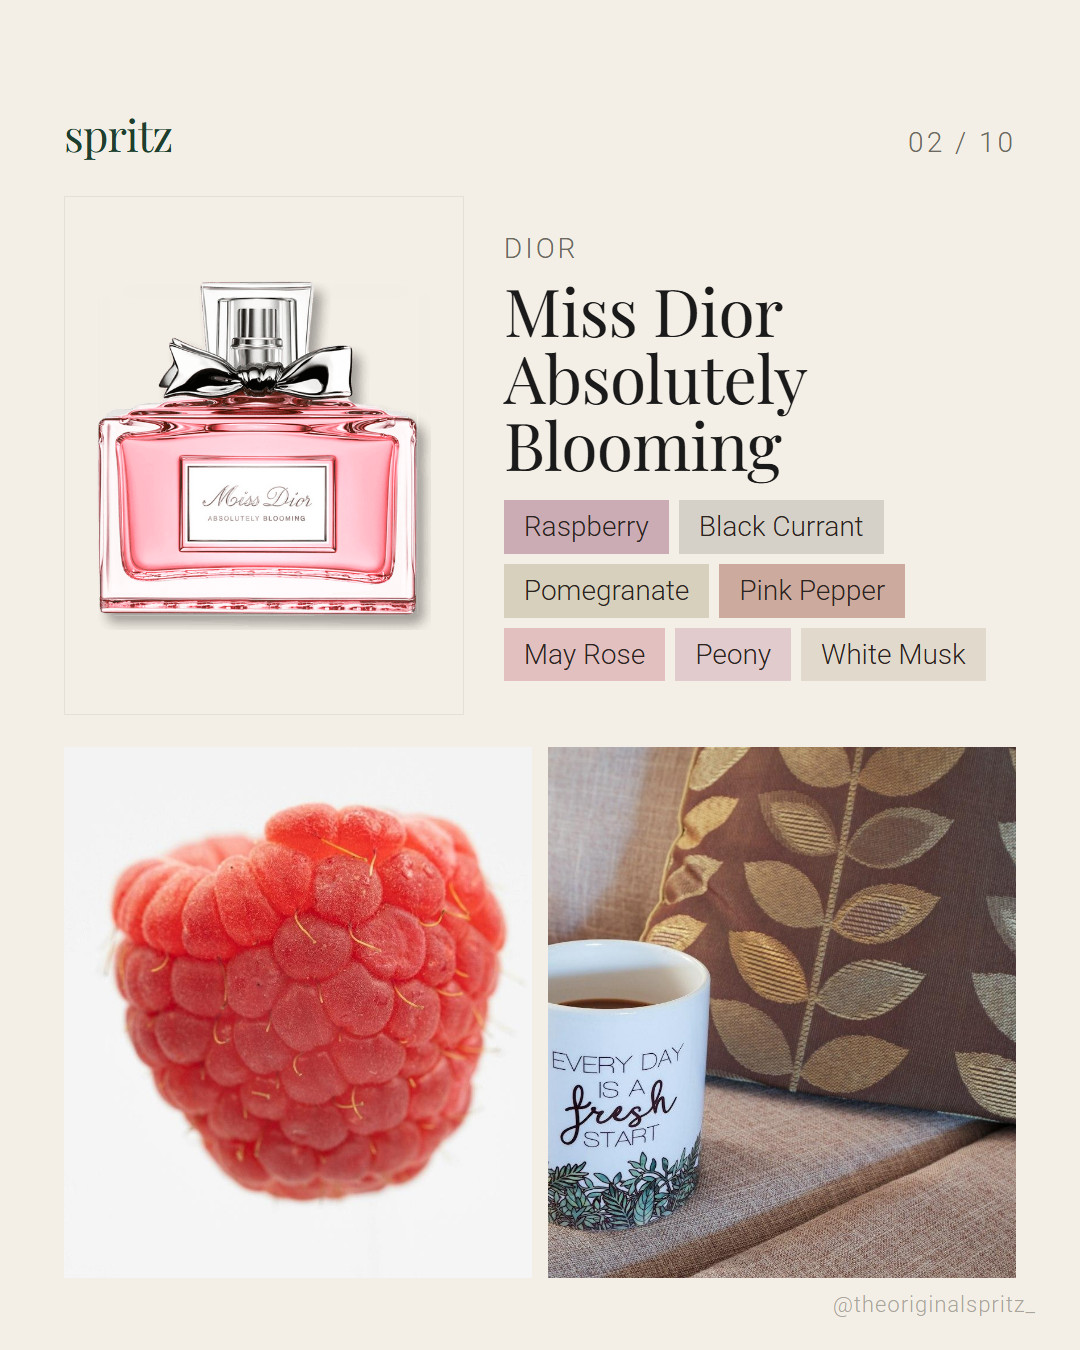 spritz
02 / 10
DIOR
Miss Dior
Absolutely
Blooming
Miss Dior
ABSOLUTELY BLOOMING
Raspberry
Black Currant
Pomegranate
Pink Pepper
May Rose
Peony
White Musk
EVERY DAY
IS A
fresh
START
@theoriginalspritz_